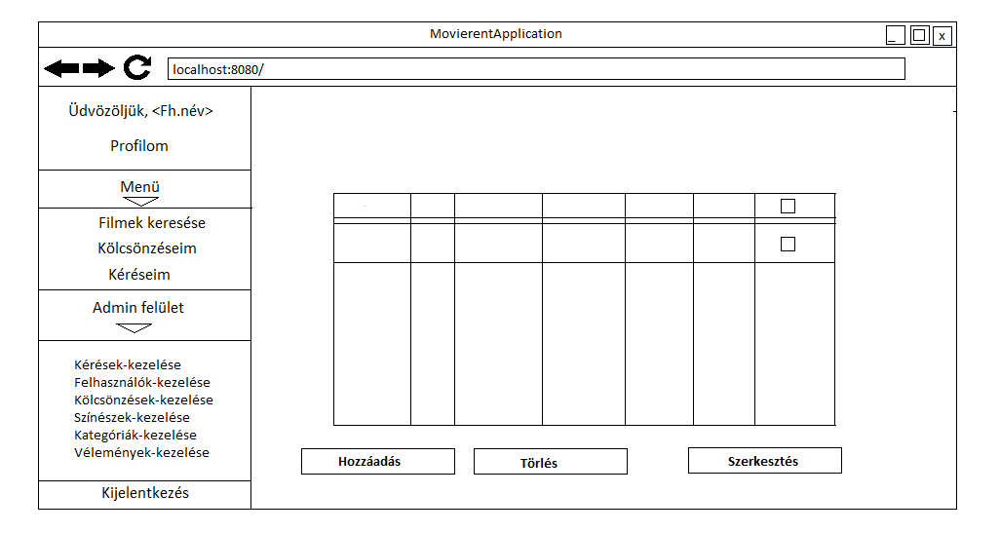 MovierentApplication
_ x
localhost:8080/
Üdvözöljük, <Fh.név>
Profilom
Menü
Filmek keresése
Kölcsönzéseim
Kéréseim
Admin felület
Kérések-kezelése
Felhasználók-kezelése
Kölcsönzések-kezelése
Színészek-kezelése
Kategóriák-kezelése
Vélemények-kezelése
Kijelentkezés
Hozzáadás
Törlés
Szerkesztés